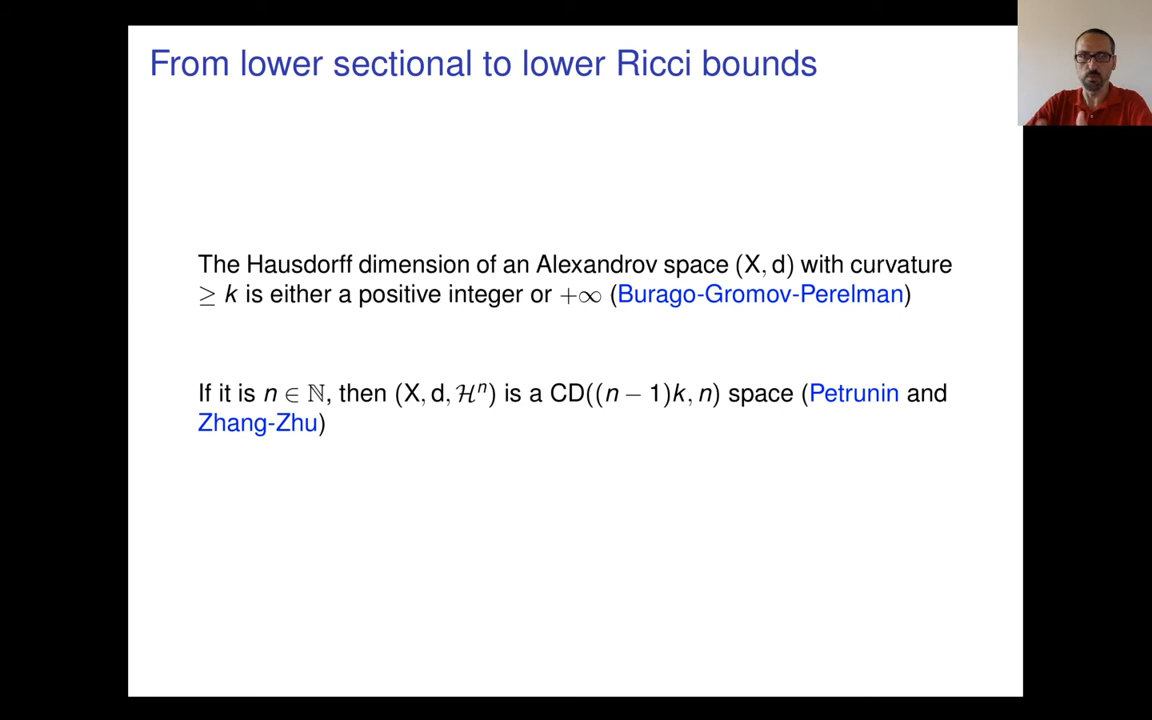 From lower sectional to lower Ricci bounds
The Hausdorff dimension of an Alexandrov space (X, d) with curvature
≥ k is either a positive integer or +∞ (Burago-Gromov-Perelman)
If it is n ∈ ℕ, then (X, d, ℋⁿ) is a CD((n − 1)k, n) space (Petrunin and
Zhang-Zhu)